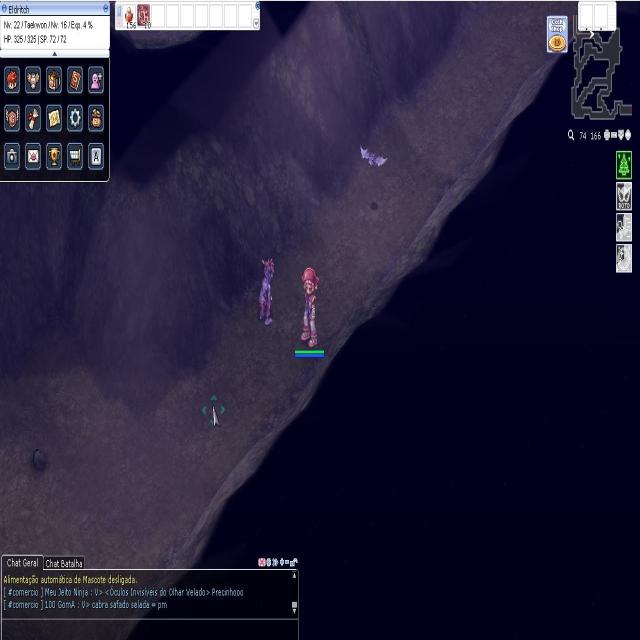 Eldritch
Nv. 22 / Taekwon / Nv. 16 / Exp. 4 %
HP. 325 / 325 | SP. 72 / 72
156
10
74 166
Chat Geral
Chat Batalha
Alimentação automática de Mascote desligada.
[ #comercio ] Meu Jeito Ninja : V> <Óculos Invisíveis do Olhar Velado> Precinhooo
[ #comercio ] 100 GomA : V> cabra safado selada = pm